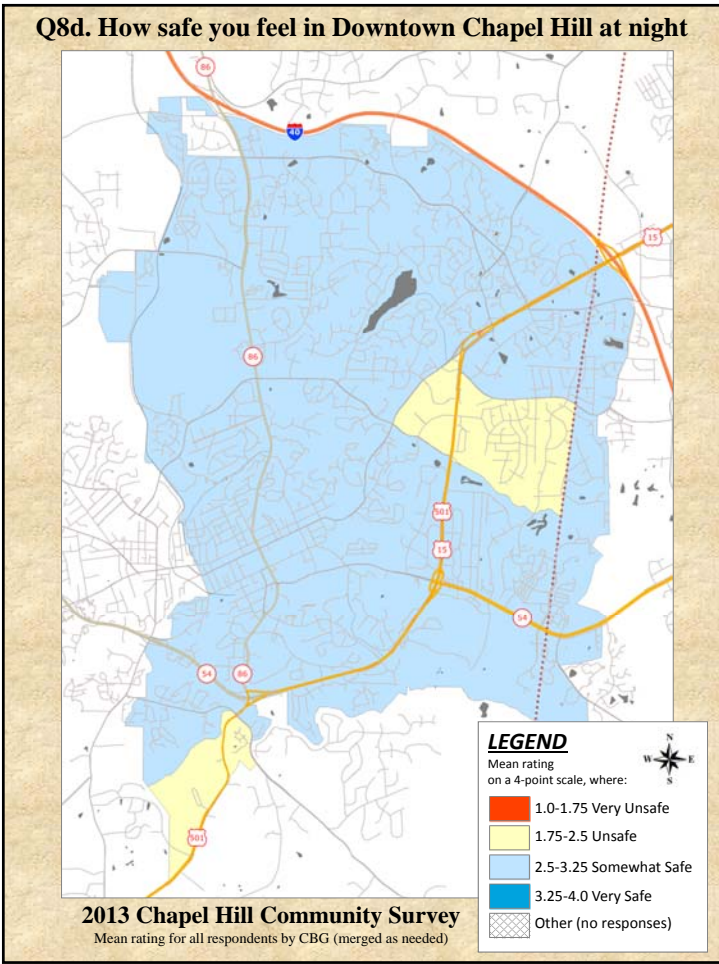 Q8d. How safe you feel in Downtown Chapel Hill at night
86
40
15
86
501
15
54
54
86
501
LEGEND
Mean rating
on a 4-point scale, where:
N
W E
S
1.0-1.75 Very Unsafe
1.75-2.5 Unsafe
2.5-3.25 Somewhat Safe
3.25-4.0 Very Safe
Other (no responses)
2013 Chapel Hill Community Survey
Mean rating for all respondents by CBG (merged as needed)